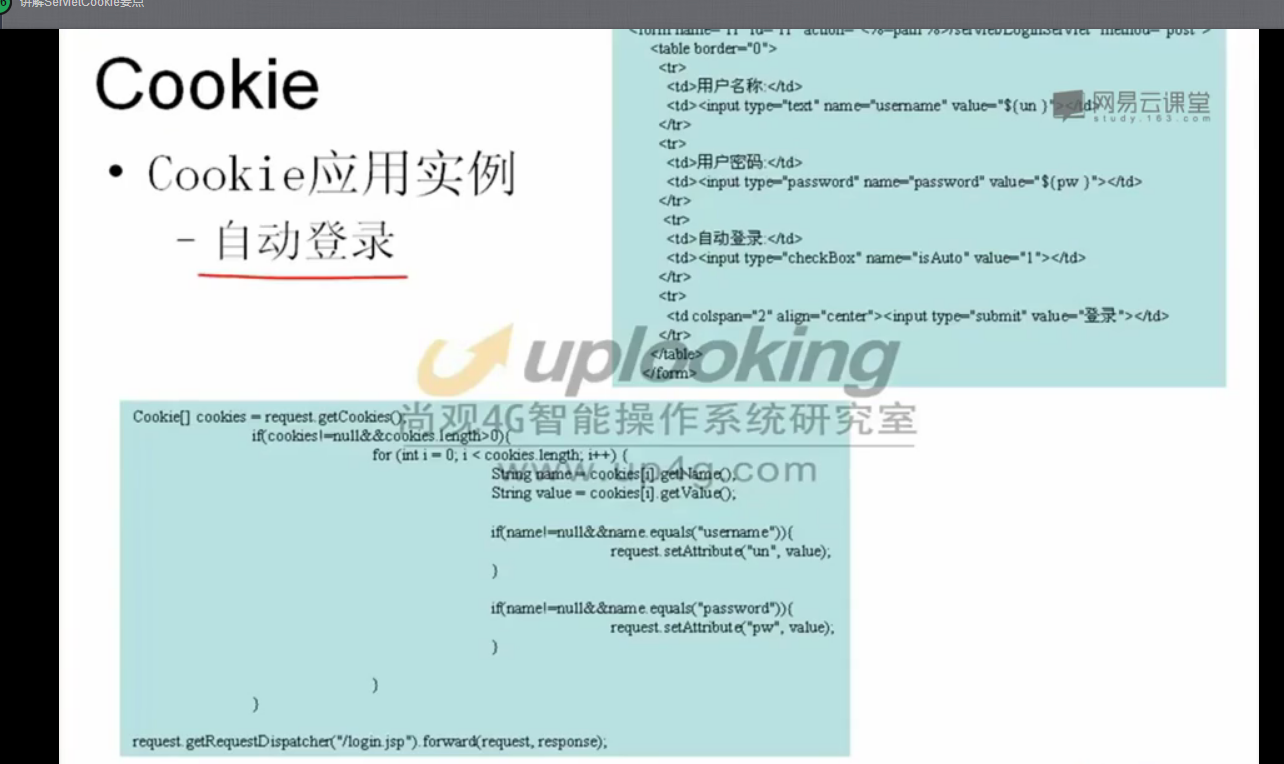 讲解ServletCookie要点
Cookie
• Cookie应用实例
– 自动登录
<form name="f1" id="f1" action="<%=path %>/servlet/LoginServlet" method="post">
<table border="0">
<tr>
<td>用户名称:</td>
<td><input type="text" name="username" value="${un }"></td>
</tr>
<tr>
<td>用户密码:</td>
<td><input type="password" name="password" value="${pw }"></td>
</tr>
<tr>
<td>自动登录:</td>
<td><input type="checkBox" name="isAuto" value="1"></td>
</tr>
<tr>
<td colspan="2" align="center"><input type="submit" value="登录"></td>
</tr>
</table>
</form>
网易云课堂
study.163.com
uplooking
尚观4G智能操作系统研究室
www.up4g.com
Cookie[] cookies = request.getCookies();
if(cookies!=null&&cookies.length>0){
for (int i = 0; i < cookies.length; i++) {
String name = cookies[i].getName();
String value = cookies[i].getValue();
if(name!=null&&name.equals("username")){
request.setAttribute("un", value);
}
if(name!=null&&name.equals("password")){
request.setAttribute("pw", value);
}
}
}
request.getRequestDispatcher("/login.jsp").forward(request, response);